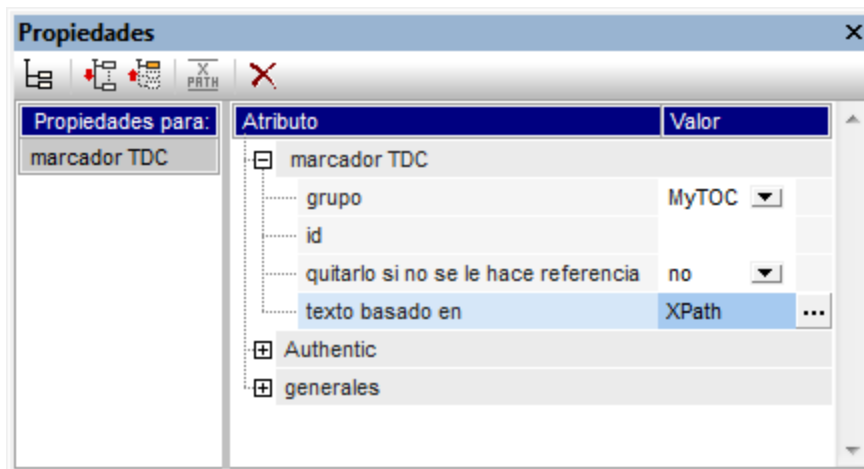 Propiedades
X
PATH
Propiedades para: Atributo Valor
marcador TDC marcador TDC
grupo MyTOC
id
quitarlo si no se le hace referencia no
texto basado en XPath ...
Authentic
generales